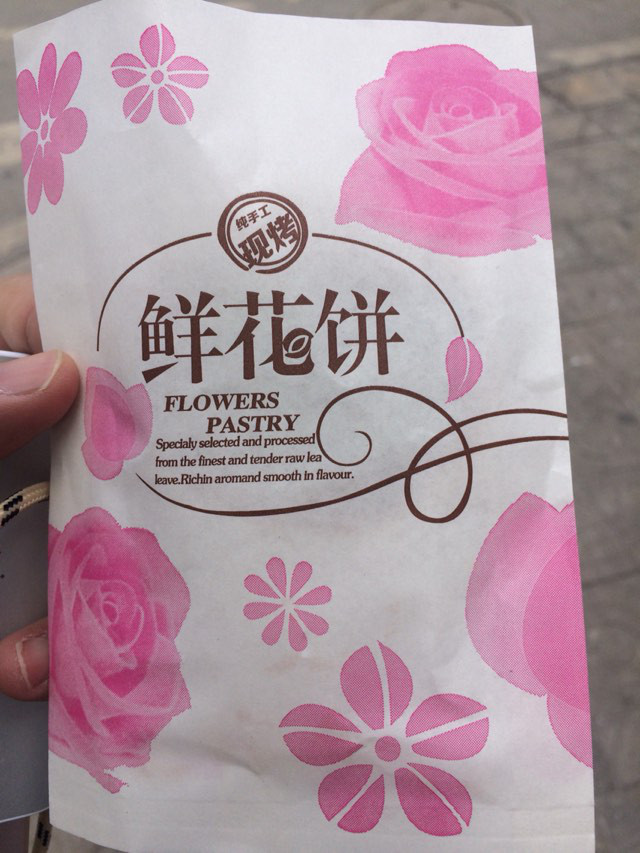 纯手工
现烤
鲜花饼
FLOWERS
PASTRY
Specialy selected and processed
from the finest and tender raw lea
leave.Richin aromand smooth in flavour.